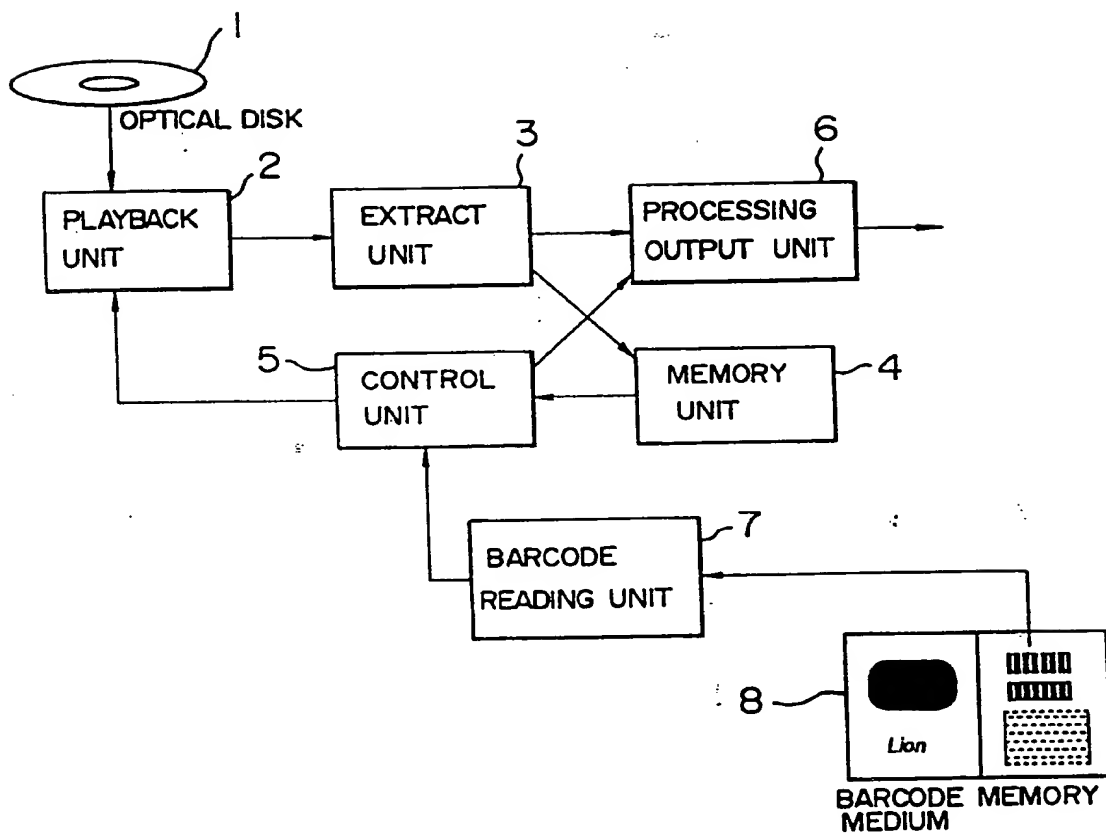 1
OPTICAL DISK
2
PLAYBACK
UNIT
3
EXTRACT
UNIT
6
PROCESSING
OUTPUT UNIT
5
CONTROL
UNIT
MEMORY
UNIT
4
7
BARCODE
READING UNIT
8
Lion
BARCODE MEMORY
MEDIUM